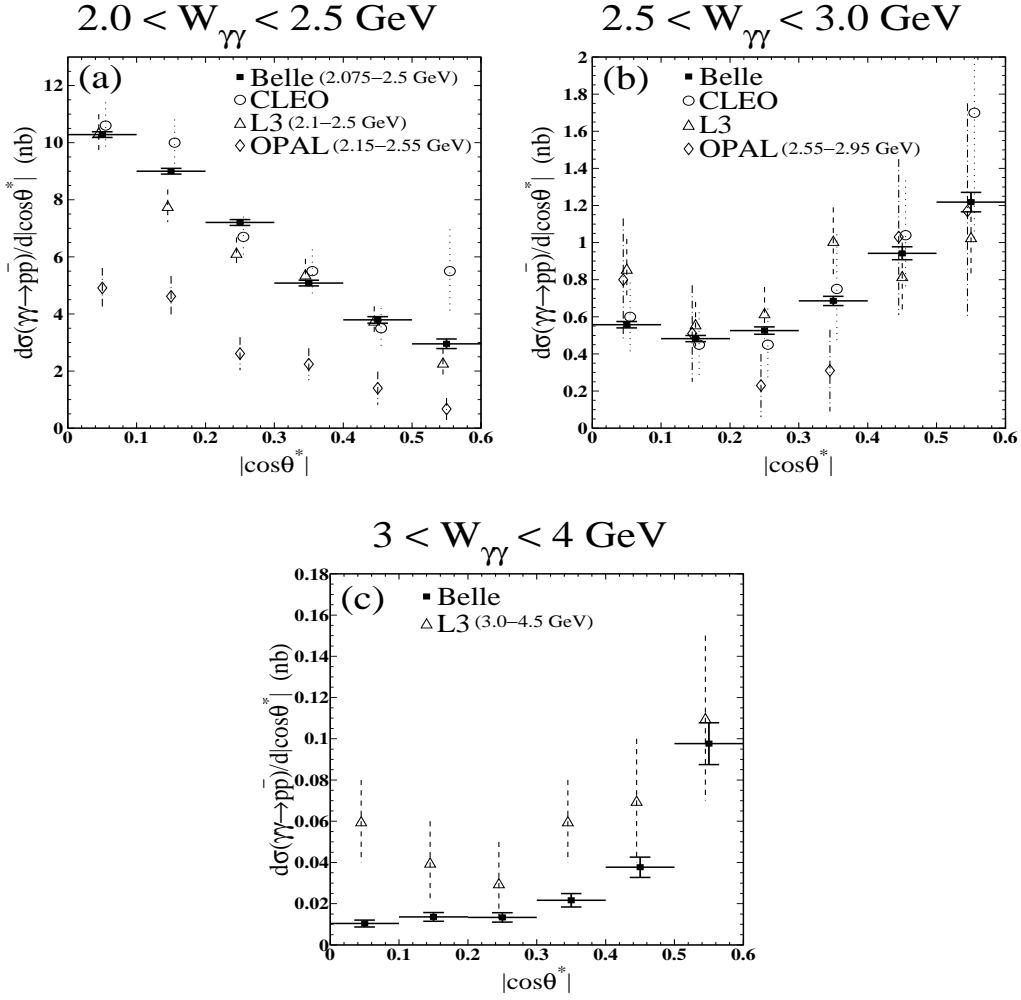 2.0 < Wγγ < 2.5 GeV
(a)
Belle (2.075–2.5 GeV)
CLEO
L3 (2.1–2.5 GeV)
OPAL (2.15–2.55 GeV)
dσ(γγ→pp̄)/d|cosθ*| (nb)
12
10
8
6
4
2
0
0 0.1 0.2 0.3 0.4 0.5 0.6
|cosθ*|
2.5 < Wγγ < 3.0 GeV
(b)
Belle
CLEO
L3
OPAL (2.55–2.95 GeV)
dσ(γγ→pp̄)/d|cosθ*| (nb)
2
1.8
1.6
1.4
1.2
1
0.8
0.6
0.4
0.2
0
0 0.1 0.2 0.3 0.4 0.5 0.6
|cosθ*|
3 < Wγγ < 4 GeV
(c)
Belle
L3 (3.0–4.5 GeV)
dσ(γγ→pp̄)/d|cosθ*| (nb)
0.18
0.16
0.14
0.12
0.1
0.08
0.06
0.04
0.02
0
0 0.1 0.2 0.3 0.4 0.5 0.6
|cosθ*|